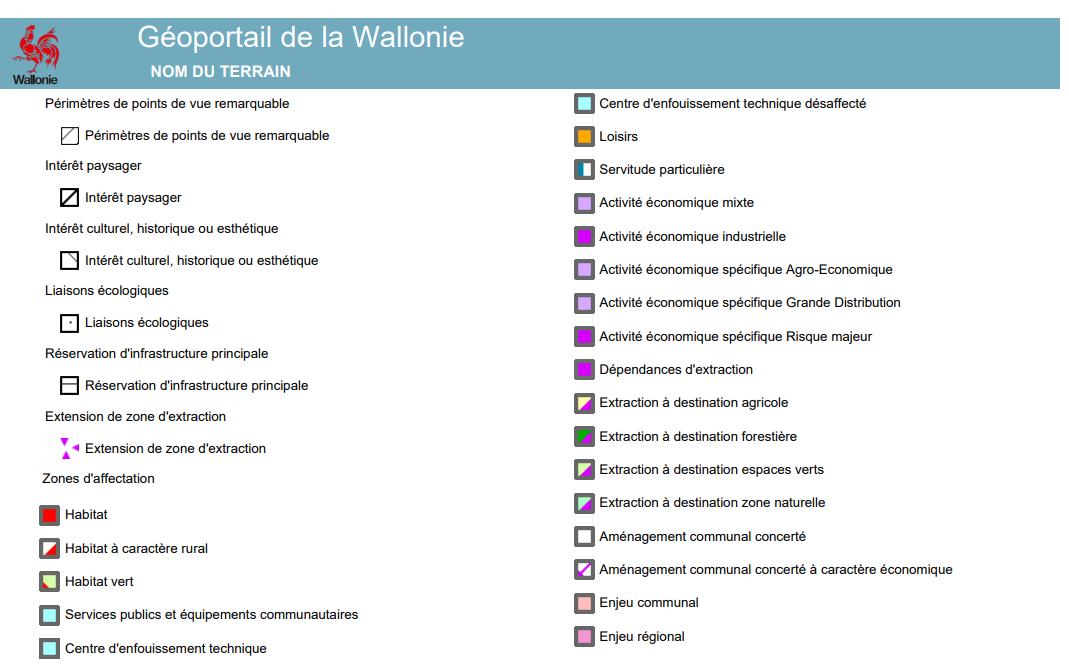 Géoportail de la Wallonie
NOM DU TERRAIN
Wallonie
Périmètres de points de vue remarquable
Périmètres de points de vue remarquable
Intérêt paysager
Intérêt paysager
Intérêt culturel, historique ou esthétique
Intérêt culturel, historique ou esthétique
Liaisons écologiques
Liaisons écologiques
Réservation d'infrastructure principale
Réservation d'infrastructure principale
Extension de zone d'extraction
Extension de zone d'extraction
Zones d'affectation
Habitat
Habitat à caractère rural
Habitat vert
Services publics et équipements communautaires
Centre d'enfouissement technique
Centre d'enfouissement technique désaffecté
Loisirs
Servitude particulière
Activité économique mixte
Activité économique industrielle
Activité économique spécifique Agro-Economique
Activité économique spécifique Grande Distribution
Activité économique spécifique Risque majeur
Dépendances d'extraction
Extraction à destination agricole
Extraction à destination forestière
Extraction à destination espaces verts
Extraction à destination zone naturelle
Aménagement communal concerté
Aménagement communal concerté à caractère économique
Enjeu communal
Enjeu régional